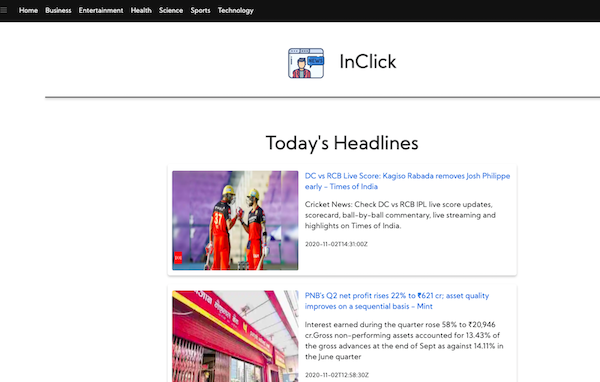 Home Business Entertainment Health Science Sports Technology
NEWS
InClick
Today's Headlines
DC vs RCB Live Score: Kagiso Rabada removes Josh Philippe
early - Times of India
Cricket News: Check DC vs RCB IPL live score updates,
scorecard, ball-by-ball commentary, live streaming and
highlights on Times of India.
2020-11-02T14:31:00Z
PNB's Q2 net profit rises 22% to ₹621 cr; asset quality
improves on a sequential basis - Mint
Interest earned during the quarter rose 58% to ₹20,946
cr.Gross non-performing assets accounted for 13.43% of
the gross advances at the end of Sept as against 14.11% in
the June quarter
2020-11-02T12:58:30Z